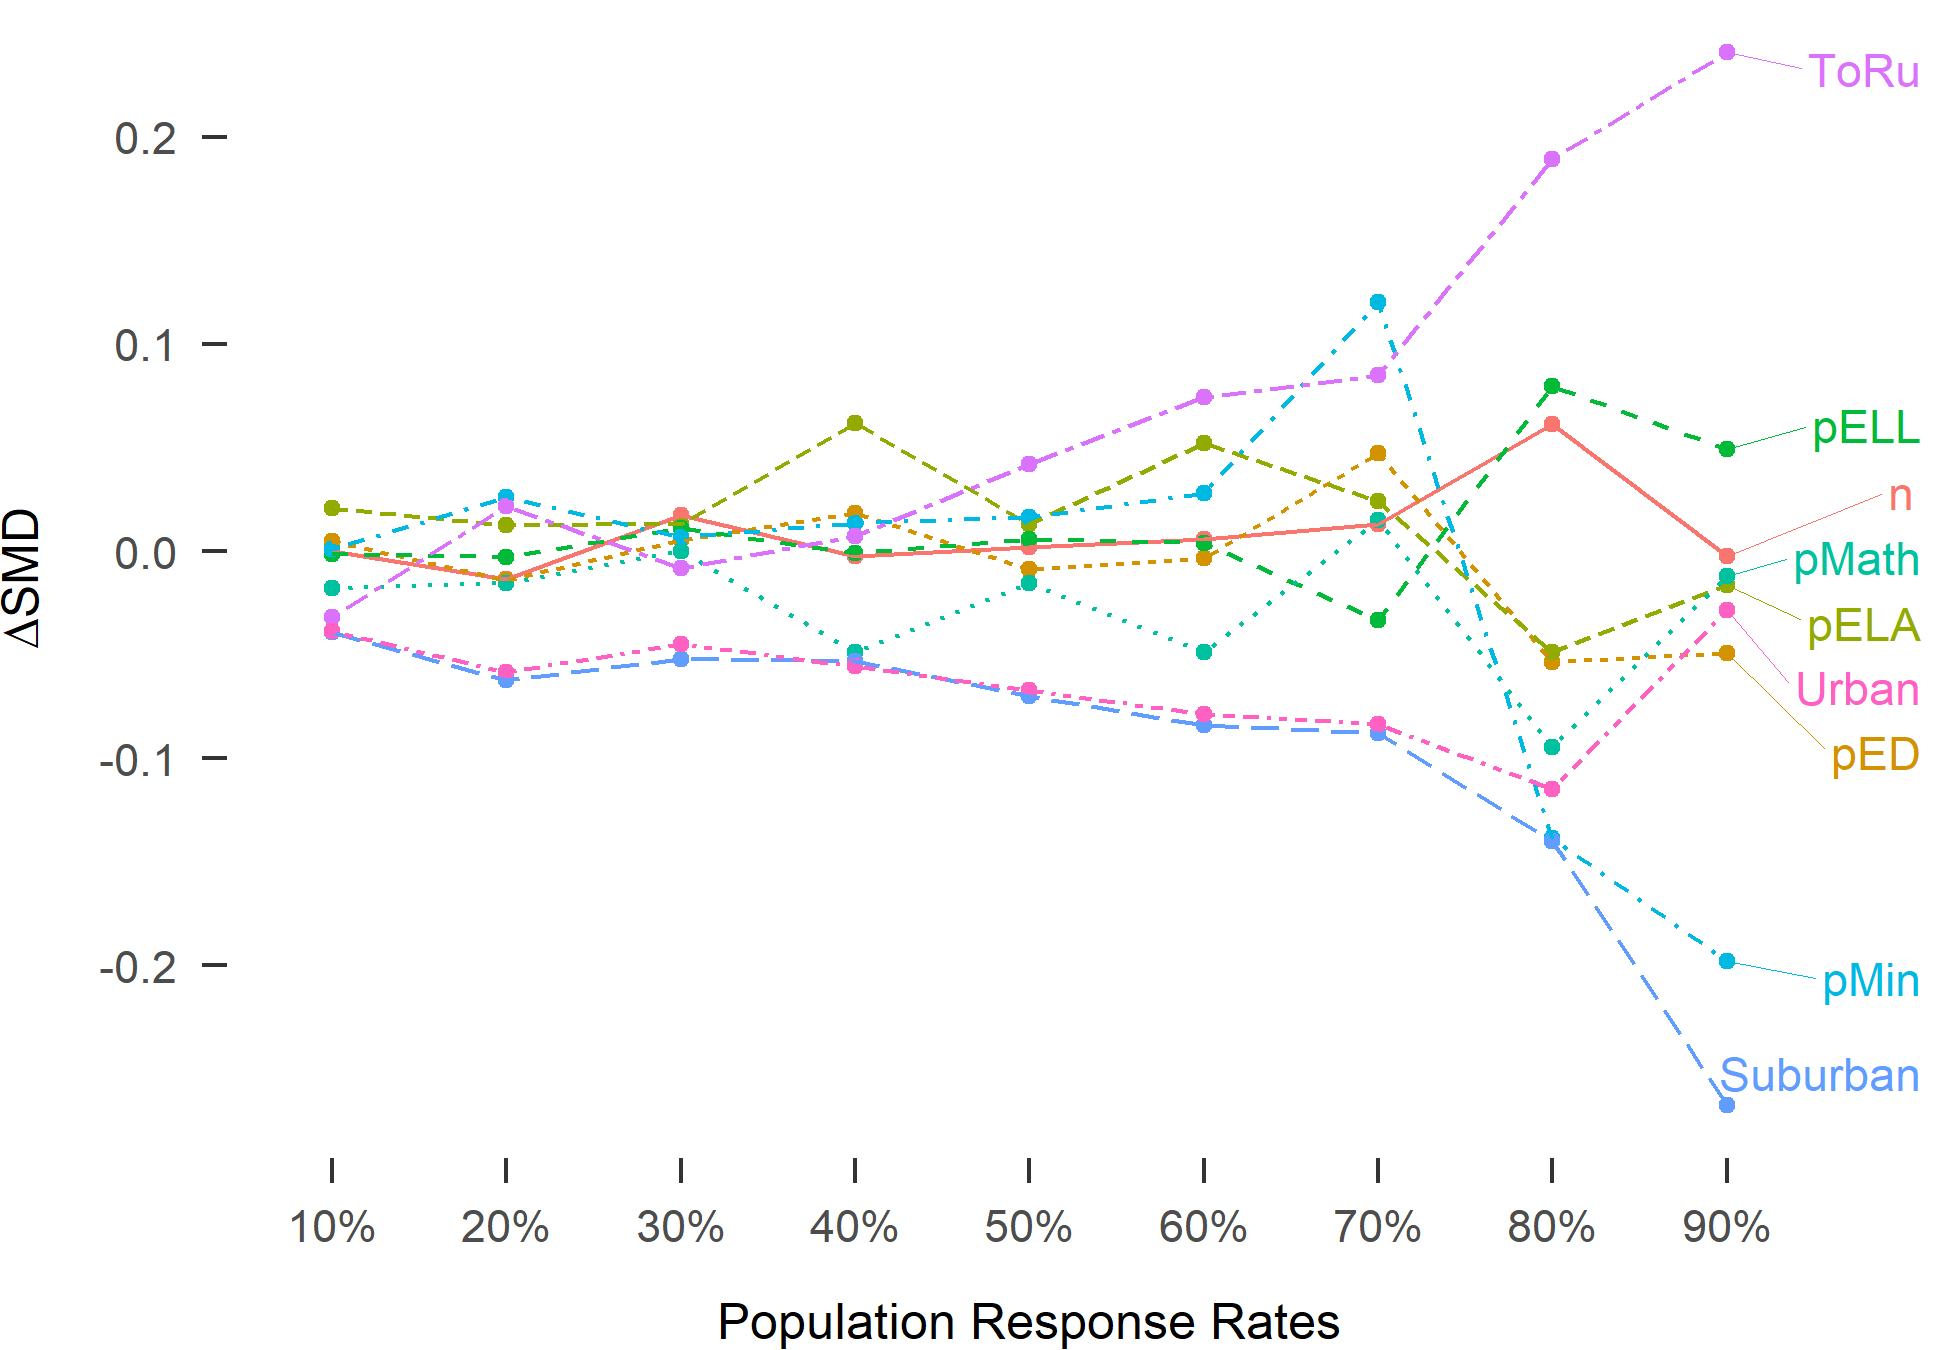 ToRu
0.2
0.1
pELL
n
0.0
pMath
pELA
ΔSMD
Urban
pED
-0.1
-0.2
pMin
Suburban
10% 20% 30% 40% 50% 60% 70% 80% 90%
Population Response Rates